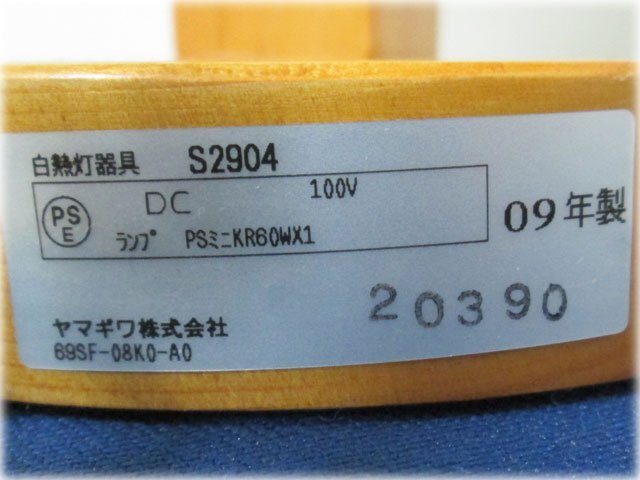 白熱灯器具 S2904
PS
E
DC 100V
ランプ PSミニKR60WX1
09年製
20390
ヤマギワ株式会社
69SF-08K0-A0